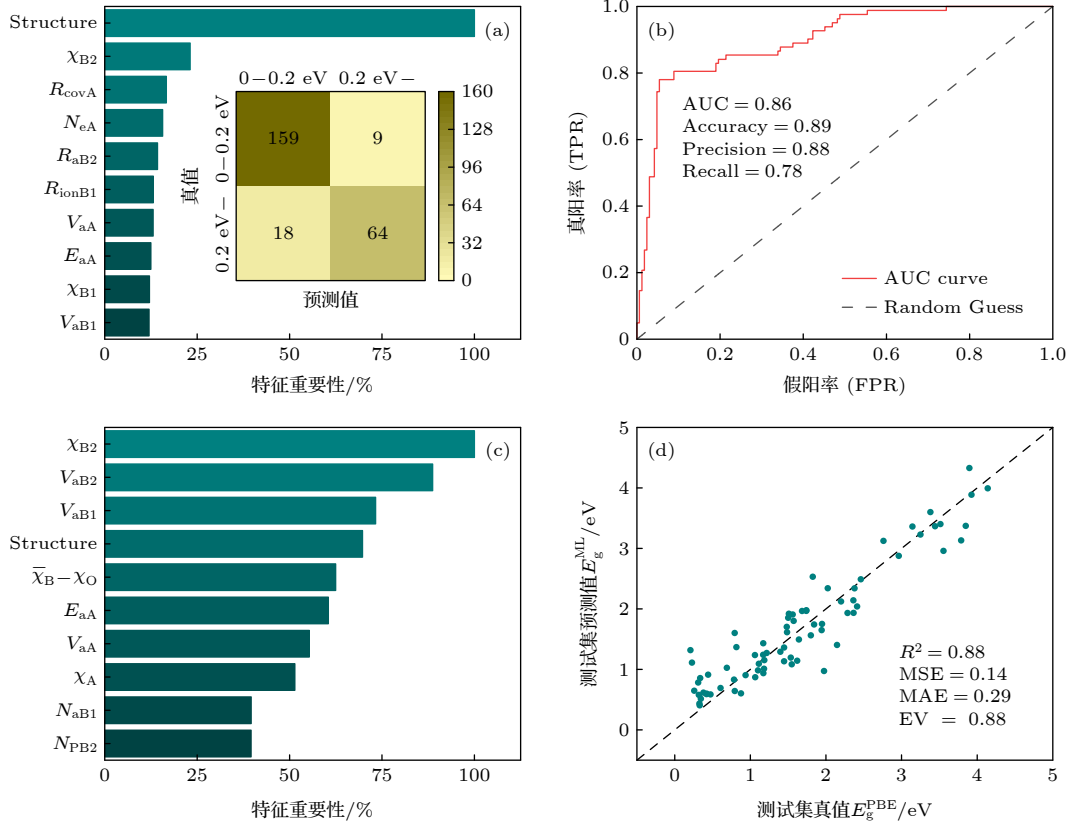 (a)
Structure
χB2
RcovA
NeA
RaB2
RionB1
VaA
EaA
χB1
VaB1
0 25 50 75 100
特征重要性/%
0−0.2 eV 0.2 eV−
真值
0−0.2 eV
0.2 eV−
159 9
18 64
预测值
160
128
96
64
32
0
(b)
真阳率 (TPR)
1.0
0.8
0.6
0.4
0.2
0
AUC = 0.86
Accuracy = 0.89
Precision = 0.88
Recall = 0.78
AUC curve
Random Guess
0 0.2 0.4 0.6 0.8 1.0
假阳率 (FPR)
(c)
χB2
VaB2
VaB1
Structure
χ̅B−χO
EaA
VaA
χA
NaB1
NPB2
0 25 50 75 100
特征重要性/%
(d)
测试集预测值EgML/eV
5
4
3
2
1
0
R2 = 0.88
MSE = 0.14
MAE = 0.29
EV = 0.88
0 1 2 3 4 5
测试集真值EgPBE/eV